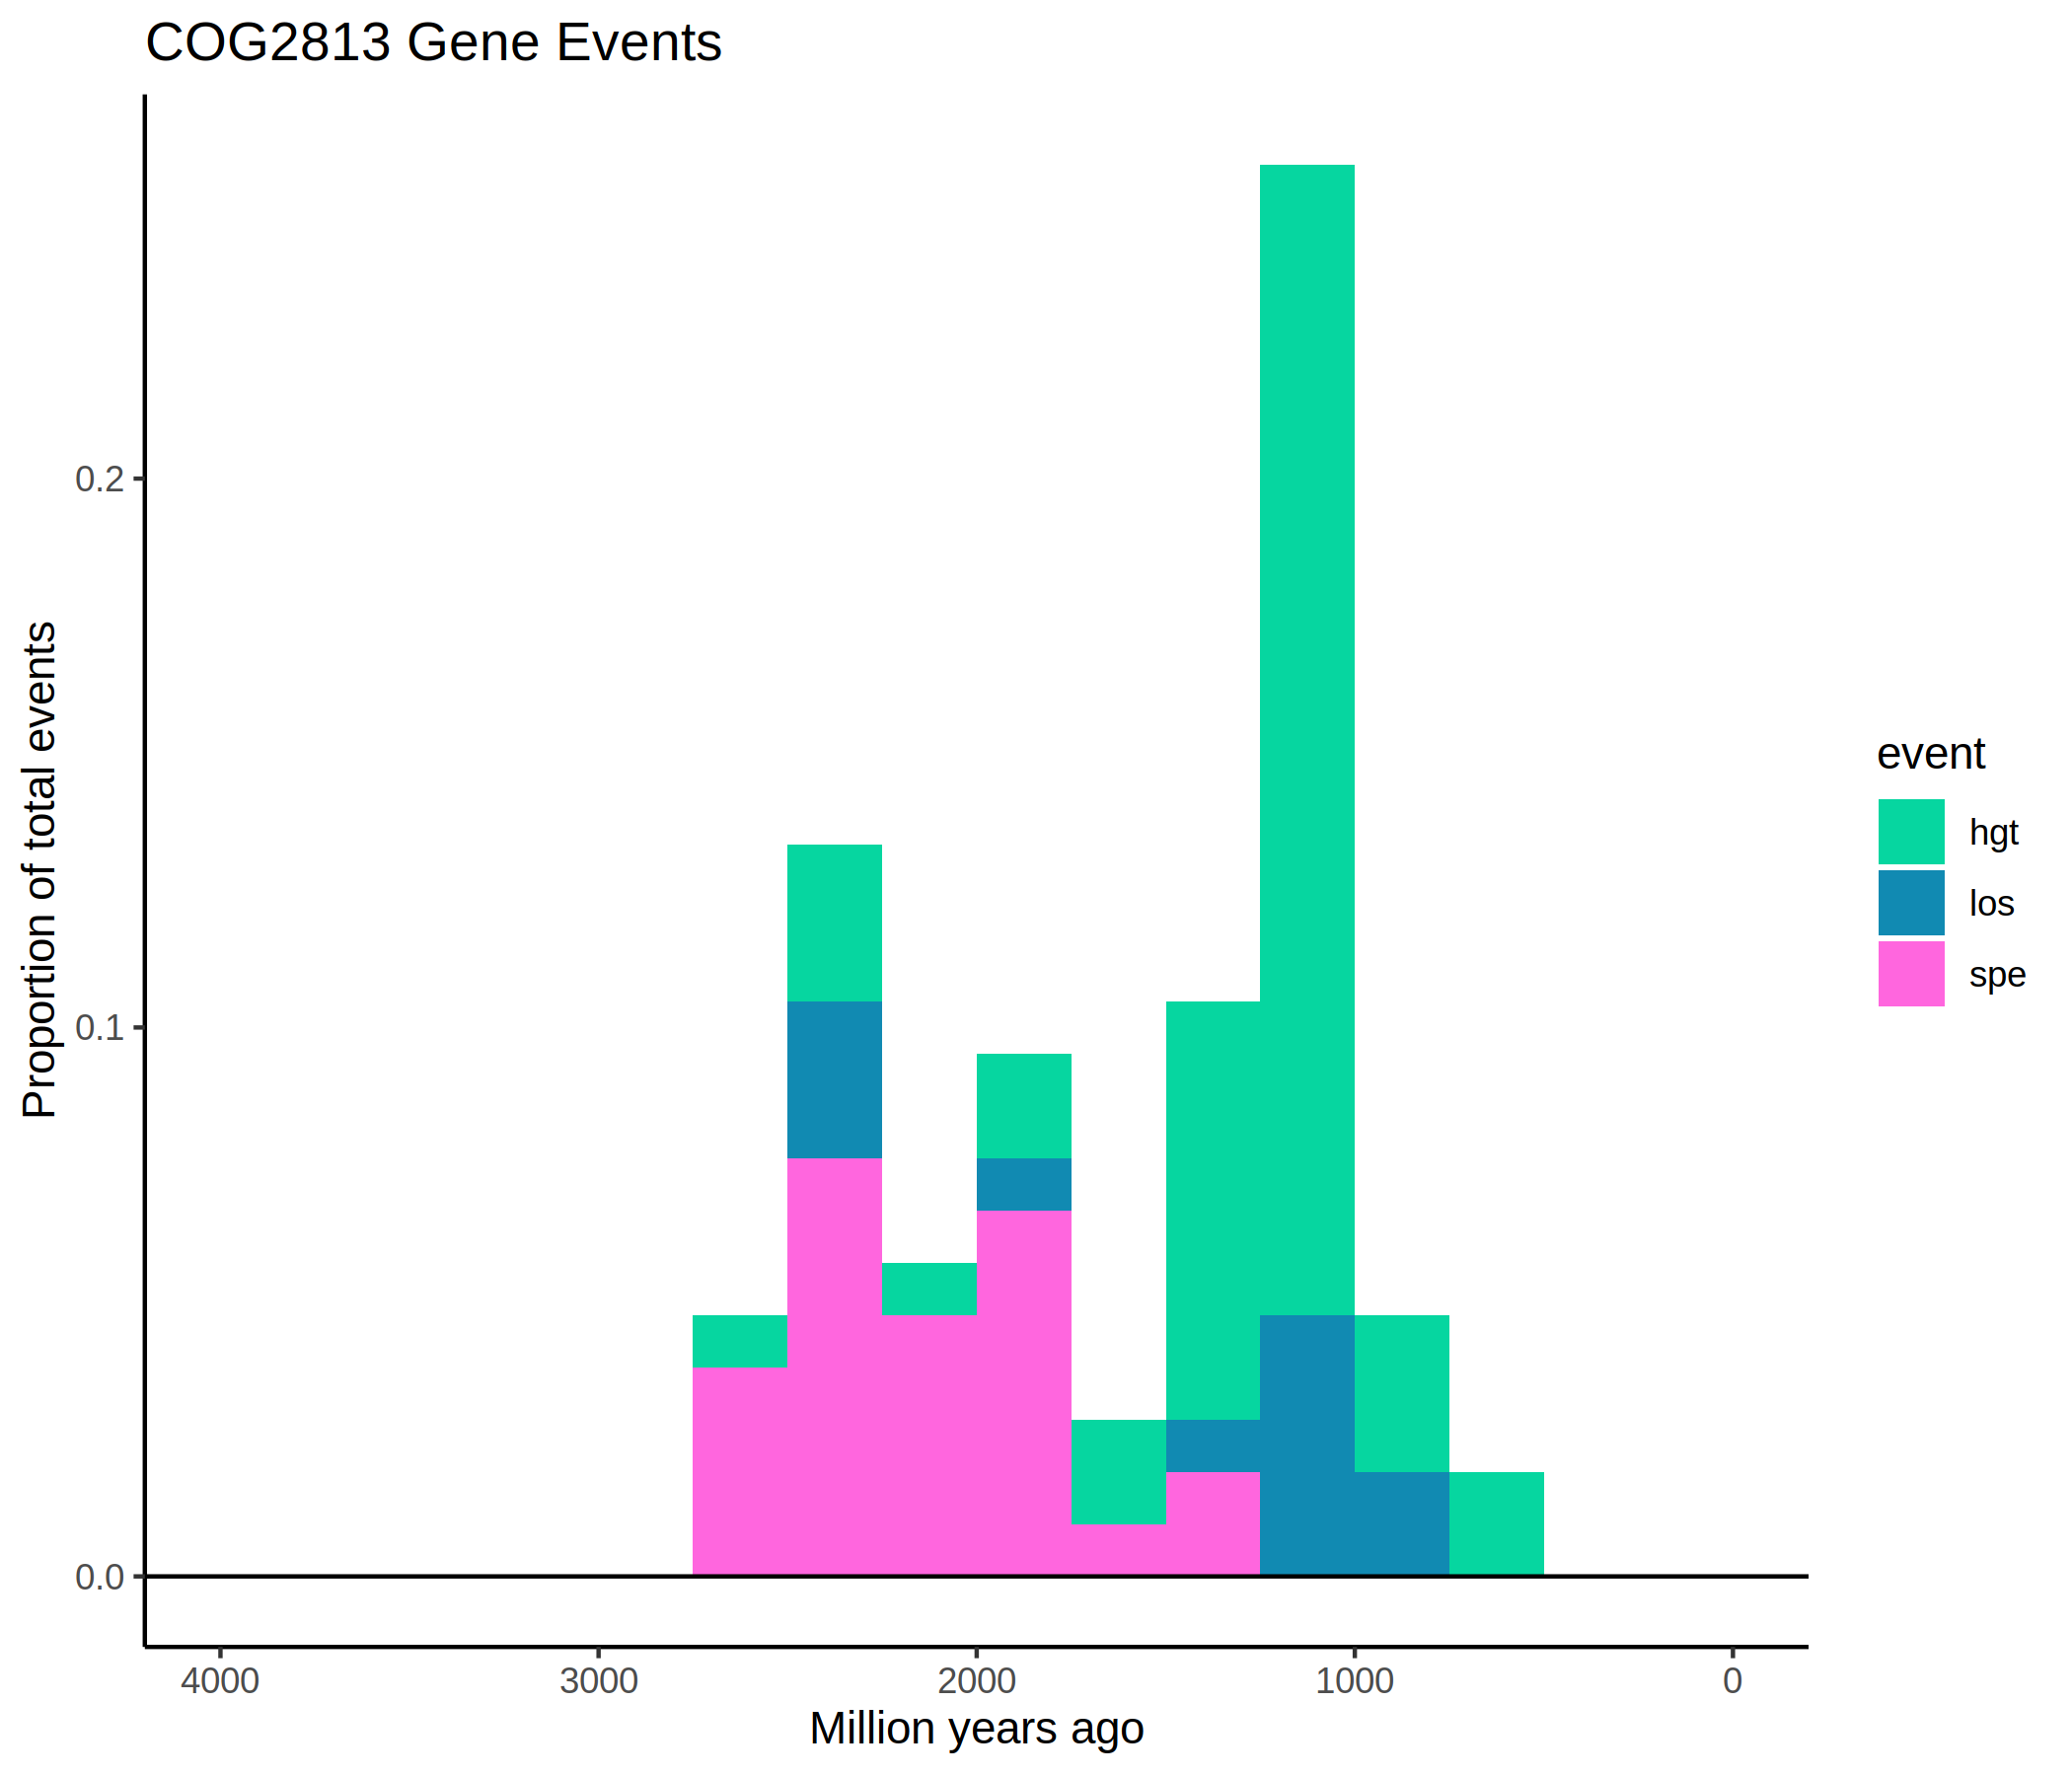 COG2813 Gene Events
Proportion of total events
0.2
0.1
0.0
4000 3000 2000 1000 0
Million years ago
event
hgt
los
spe